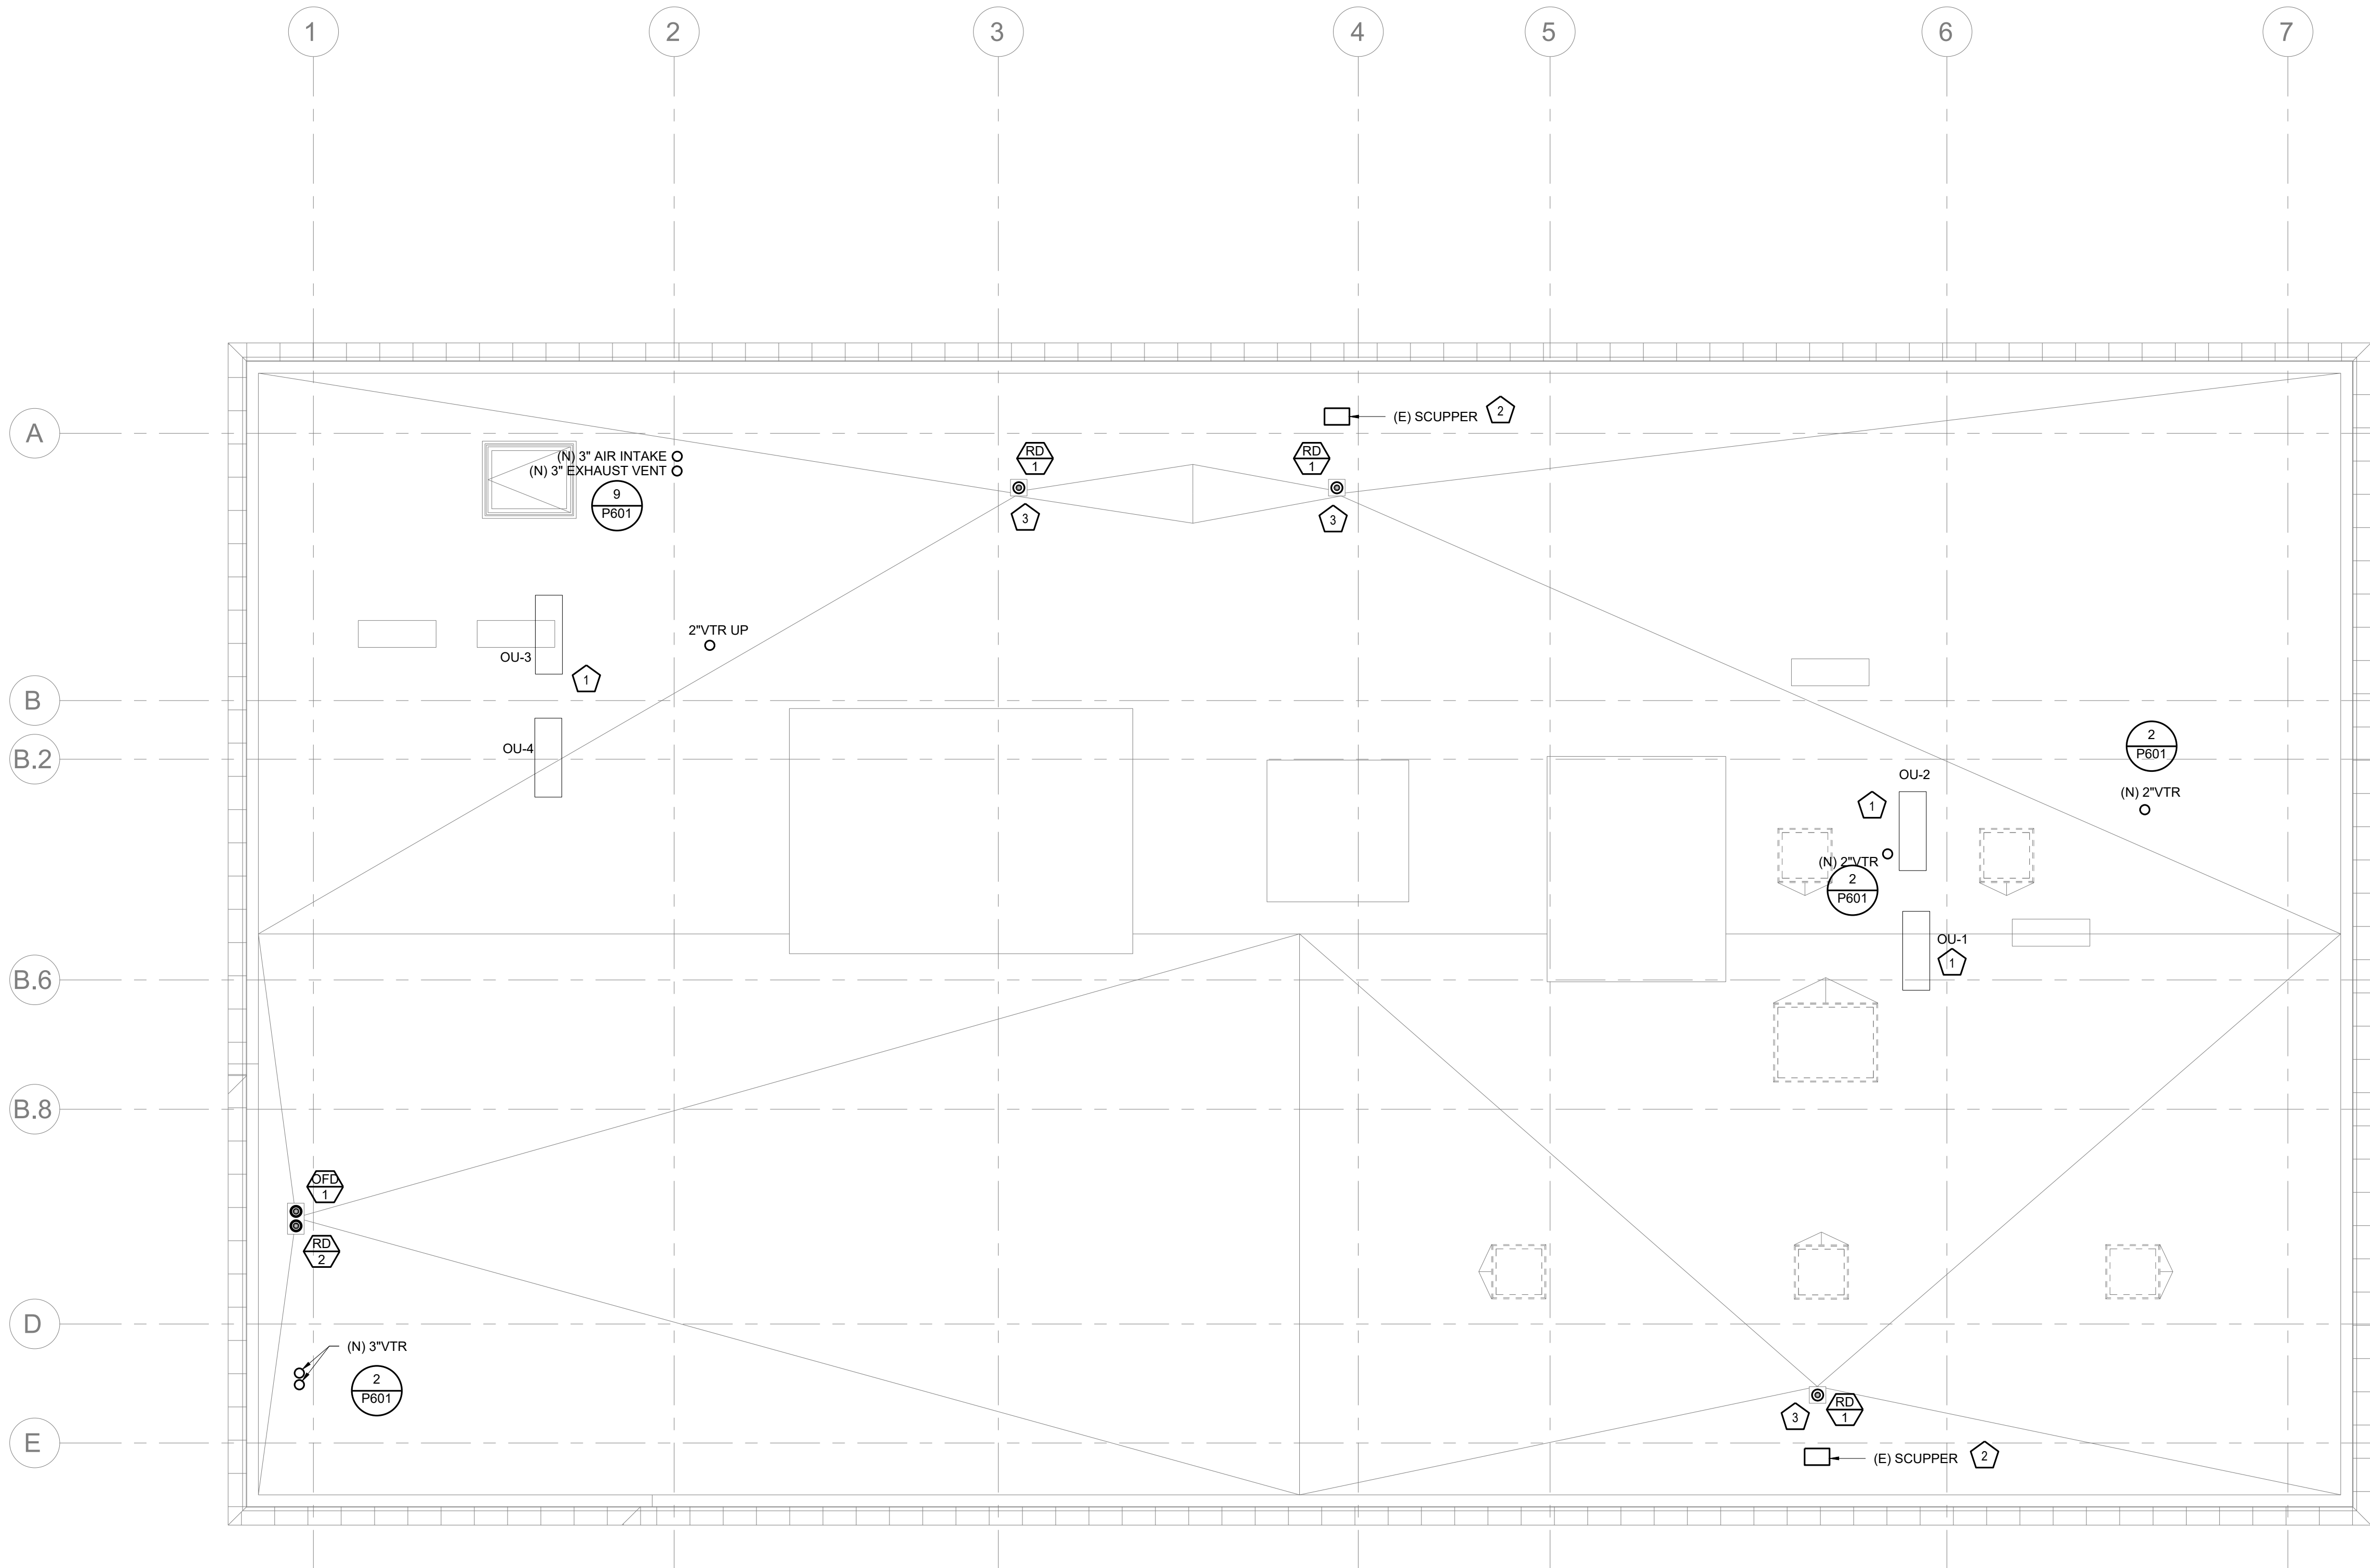 1
2
3
4
5
6
7
A
(E) SCUPPER
2
RD
1
RD
1
(N) 3" AIR INTAKE
(N) 3" EXHAUST VENT
9
P601
3
3
2"VTR UP
OU-3
1
B
OU-4
B.2
2
P601
OU-2
(N) 2"VTR
1
(N) 2"VTR
2
P601
OU-1
1
B.6
B.8
OFD
1
RD
2
D
(N) 3"VTR
2
P601
3
RD
1
E
(E) SCUPPER
2